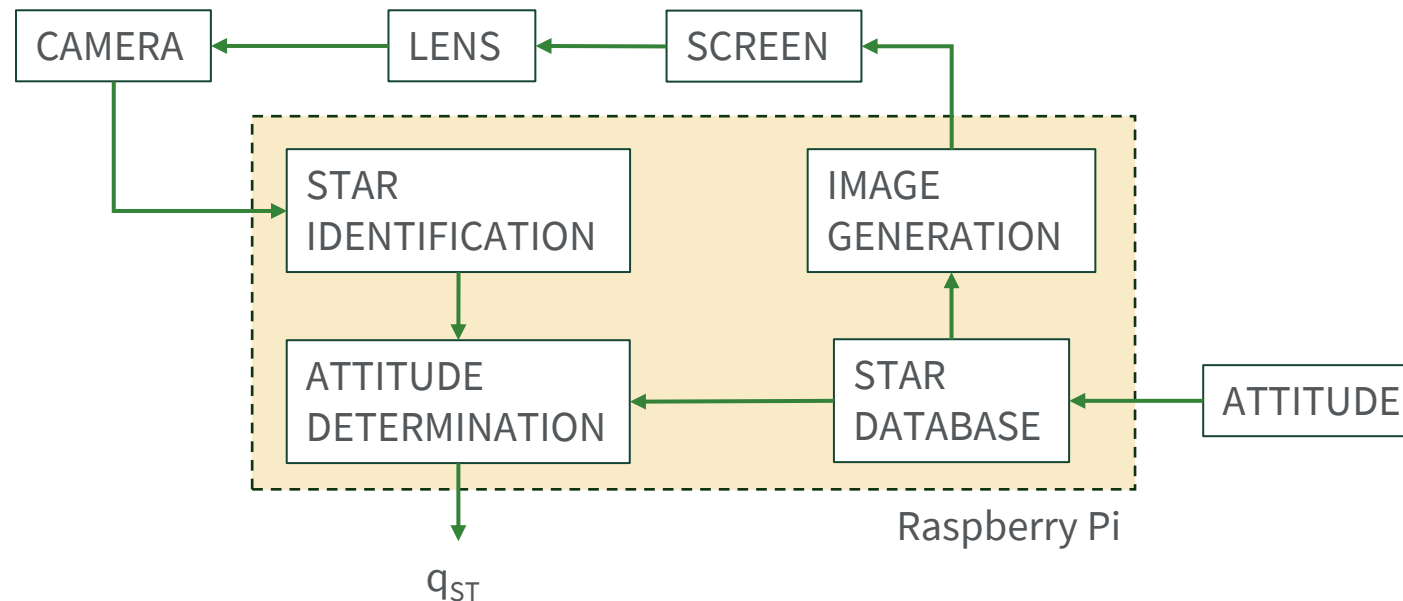 CAMERA
LENS
SCREEN
STAR
IDENTIFICATION
IMAGE
GENERATION
ATTITUDE
DETERMINATION
STAR
DATABASE
ATTITUDE
Raspberry Pi
qST